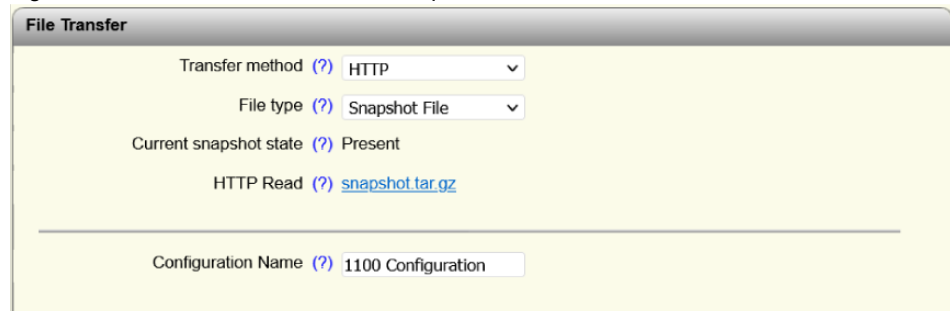 File Transfer
Transfer method (?) HTTP
File type (?) Snapshot File
Current snapshot state (?) Present
HTTP Read (?) snapshot.tar.gz
Configuration Name (?) 1100 Configuration